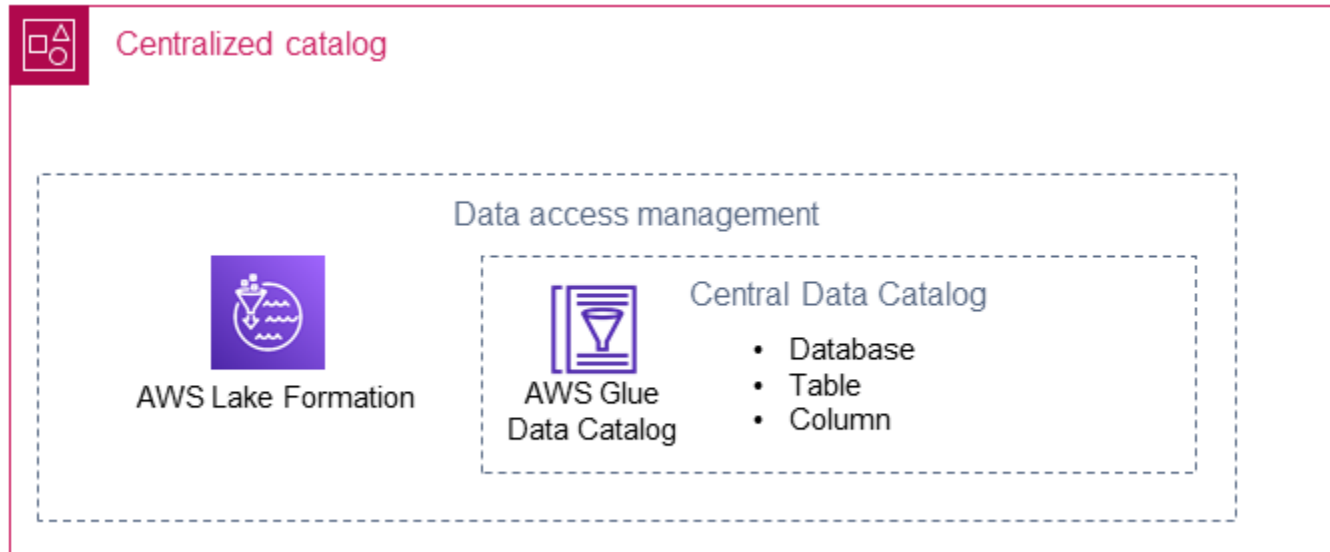 Centralized catalog
Data access management
Central Data Catalog
• Database
• Table
• Column
AWS Lake Formation
AWS Glue
Data Catalog